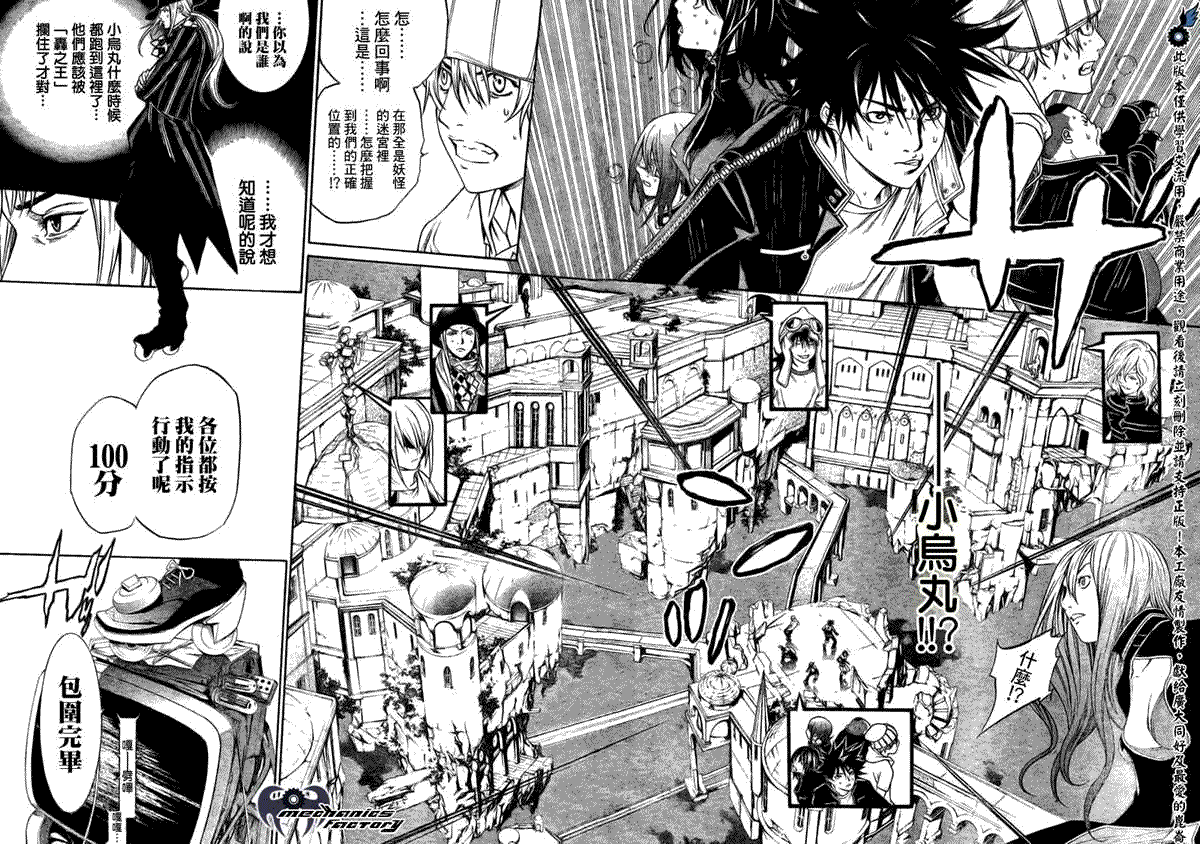 此版本僅供學習交流用，嚴禁商業用途，觀看後請立刻刪除並請支持正版！本工廠友情製作，獻給廣大同好及最愛的崑崙
什麼!?
小烏丸!!?
怎……
怎麼回事啊
……這是……
在那全是妖怪
的迷宮裡
……怎麼把握
到我們的正確
位置的……!?
……你以為
我們是誰
啊的說
小烏丸什麼時候
都跑到這裡了…
他們應該被
「轟之王」
攔住了才對…
……我才想
知道呢的說
各位都按
我的指示
行動了呢
100
分
包圍完畢
嘎—劈嗶
嘎嘎…
mechanics
Factory